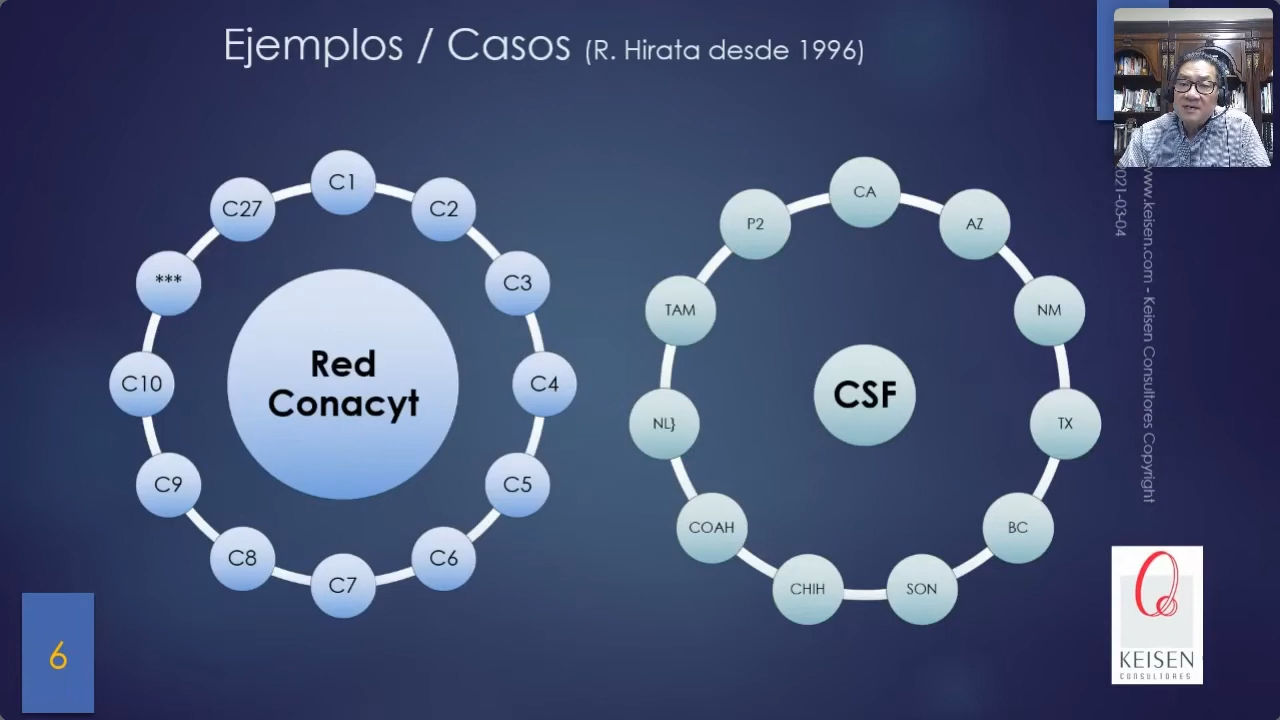 Ejemplos / Casos (R. Hirata desde 1996)
C1
C2
C3
C4
C5
C6
C7
C8
C9
C10
***
C27
Red
Conacyt
CA
AZ
NM
TX
BC
SON
CHIH
COAH
NL}
TAM
P2
CSF
www.keisen.com - Keisen Consultores Copyright
021-03-04
KEISEN
CONSULTORES
6